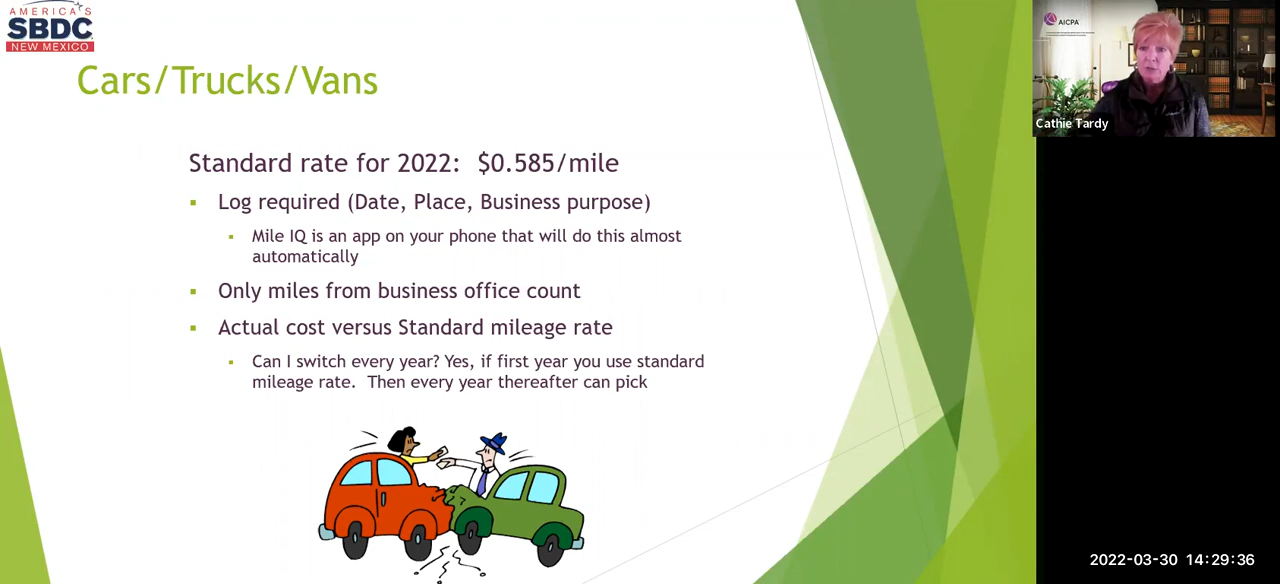 AMERICA'S
SBDC
NEW MEXICO
Cars/Trucks/Vans
Standard rate for 2022: $0.585/mile
▪ Log required (Date, Place, Business purpose)
▪ Mile IQ is an app on your phone that will do this almost
automatically
▪ Only miles from business office count
▪ Actual cost versus Standard mileage rate
▪ Can I switch every year? Yes, if first year you use standard
mileage rate. Then every year thereafter can pick
AICPA
Cathie Tardy
2022-03-30 14:29:36